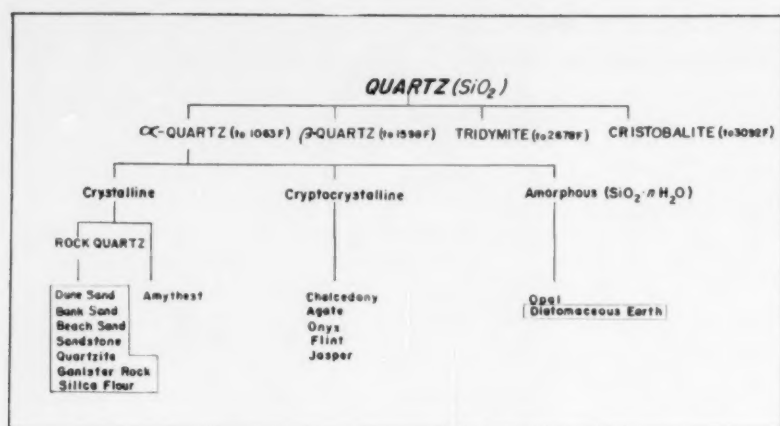 QUARTZ (SiO₂)
α-QUARTZ (to 1063F) β-QUARTZ (to 1598F) TRIDYMITE (to 2678F) CRISTOBALITE (to 3092F)
Crystalline Cryptocrystalline Amorphous (SiO₂·nH₂O)
ROCK QUARTZ
Dune Sand Amythest Chalcedony Opal
Bank Sand Agate Diatomaceous Earth
Beach Sand Onyx
Sandstone Flint
Quartzite Jasper
Ganister Rock
Silica Flour